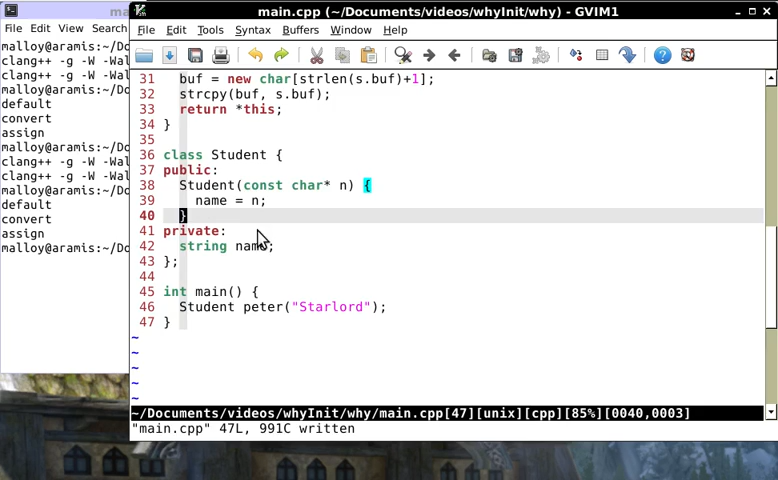 ma
File Edit View Search
malloy@aramis:~/Do
clang++ -g -W -Wal
clang++ -g -W -Wal
malloy@aramis:~/Do
default
convert
assign
malloy@aramis:~/Do
clang++ -g -W -Wal
clang++ -g -W -Wal
malloy@aramis:~/Do
default
convert
assign
malloy@aramis:~/Do
main.cpp (~/Documents/videos/whyInit/why) - GVIM1
File Edit Tools Syntax Buffers Window Help
31 buf = new char[strlen(s.buf)+1];
32 strcpy(buf, s.buf);
33 return *this;
34 }
35
36 class Student {
37 public:
38 Student(const char* n) {
39 name = n;
40 }
41 private:
42 string name;
43 };
44
45 int main() {
46 Student peter("Starlord");
47 }
~
~
~
~
~
~/Documents/videos/whyInit/why/main.cpp[47][unix][cpp][85%][0040,0003]
"main.cpp" 47L, 991C written